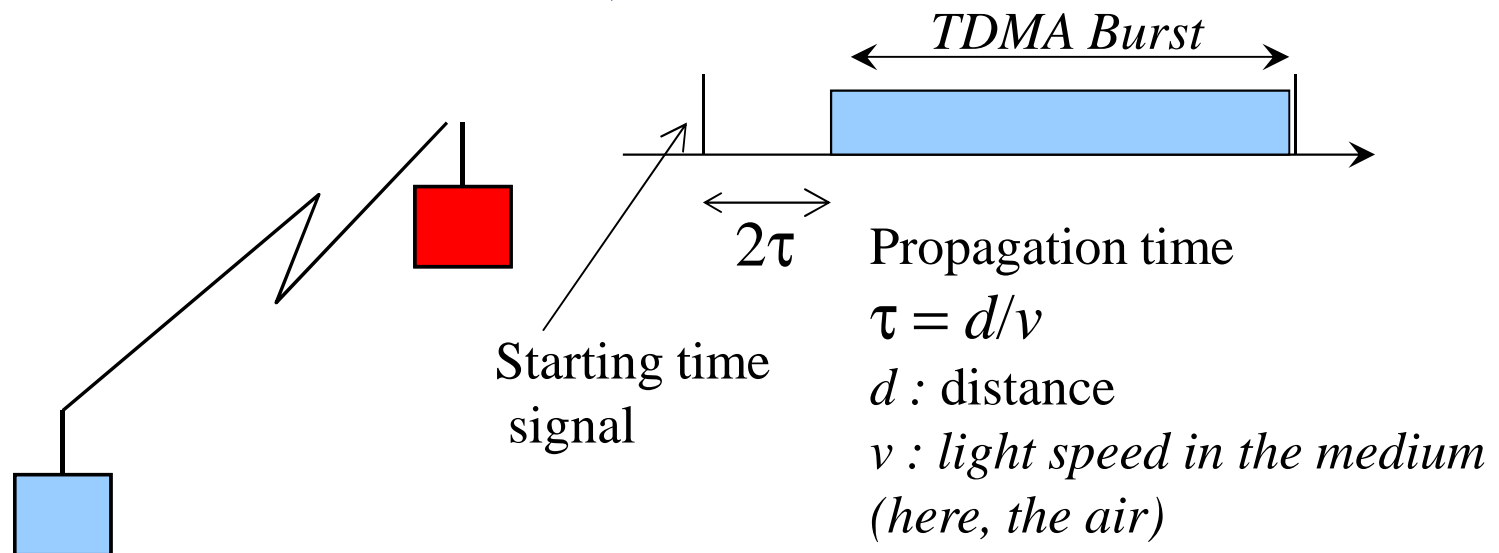 TDMA Burst
2τ
Propagation time
τ = d/v
Starting time
signal
d : distance
v : light speed in the medium
(here, the air)